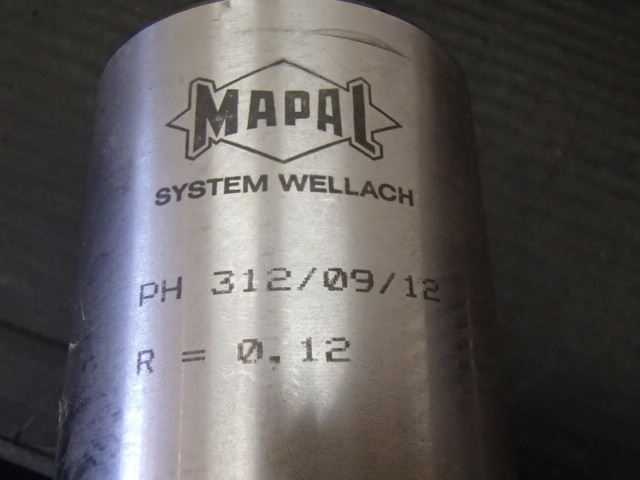 MAPAL
SYSTEM WELLACH
PH 312/09/12
R = 0.12